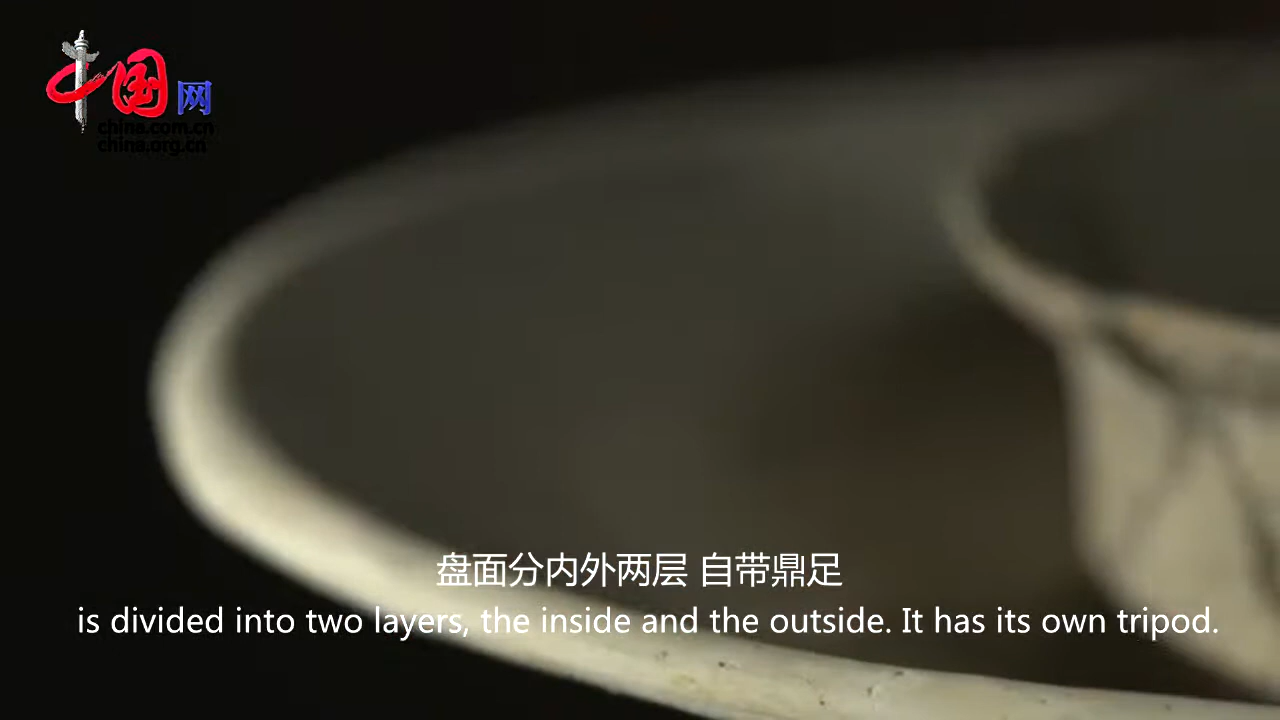 中国网
china.com.cn
china.org.cn
盘面分内外两层 自带鼎足
is divided into two layers, the inside and the outside. It has its own tripod.